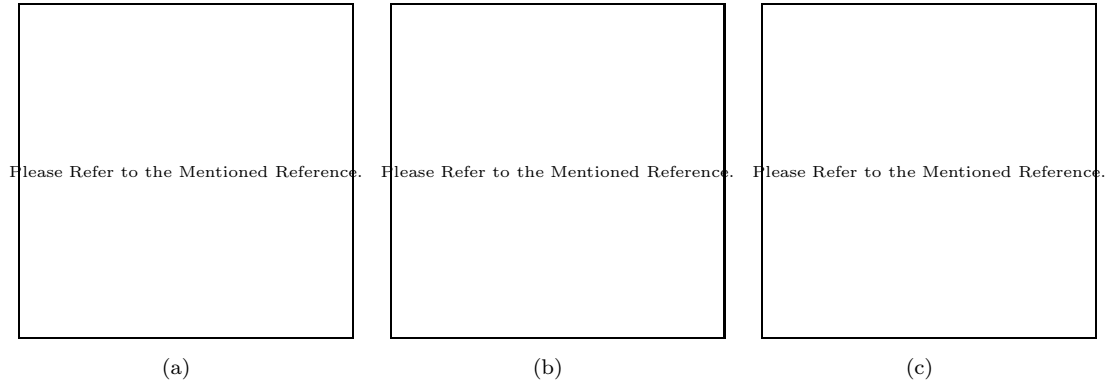 Please Refer to the Mentioned Reference. Please Refer to the Mentioned Reference. Please Refer to the Mentioned Reference.
(a) (b) (c)